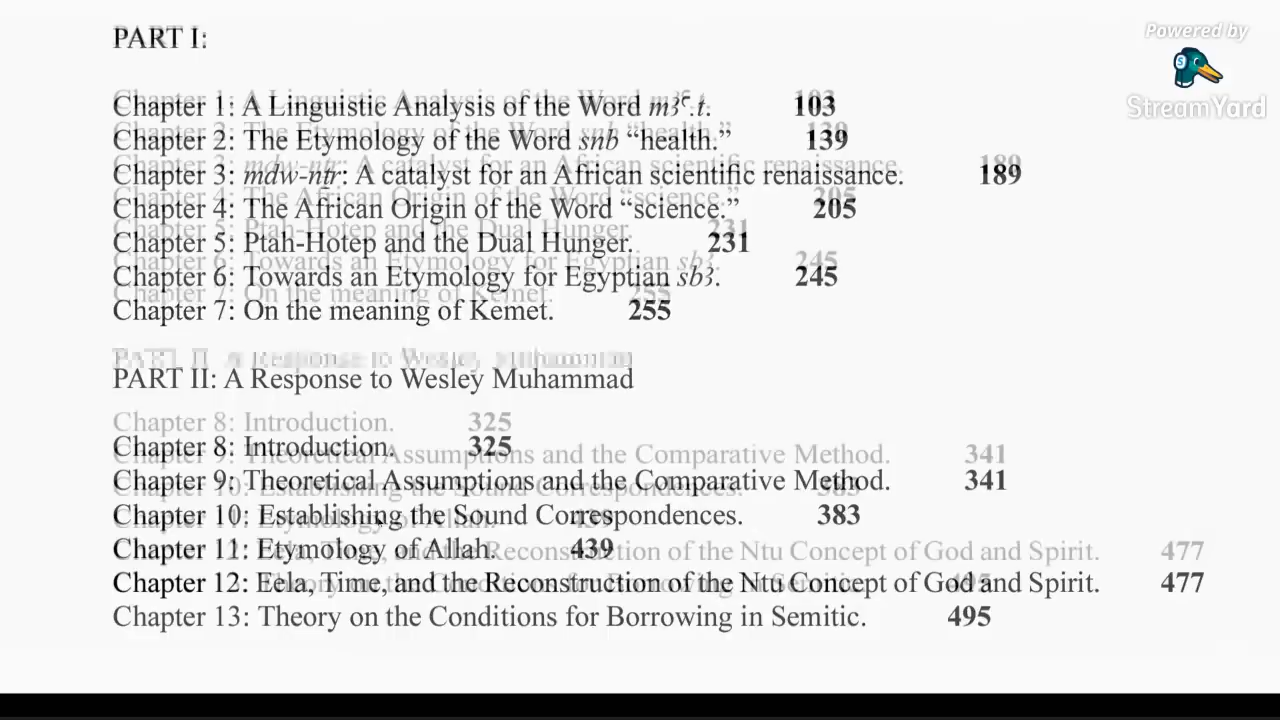 PART I:
Powered by
StreamYard
Chapter 1: A Linguistic Analysis of the Word m3ˤ.t. 103
Chapter 2: The Etymology of the Word snb “health.” 139
Chapter 3: mdw-nṯr: A catalyst for an African scientific renaissance. 189
Chapter 4: The African Origin of the Word “science.” 205
Chapter 5: Ptah-Hotep and the Dual Hunger. 231
Chapter 6: Towards an Etymology for Egyptian sb3. 245
Chapter 7: On the meaning of Kemet. 255
PART II: A Response to Wesley Muhammad
Chapter 8: Introduction. 325
Chapter 9: Theoretical Assumptions and the Comparative Method. 341
Chapter 10: Establishing the Sound Correspondences. 383
Chapter 11: Etymology of Allah. 439
Chapter 12: Eela, Time, and the Reconstruction of the Ntu Concept of God and Spirit. 477
Chapter 13: Theory on the Conditions for Borrowing in Semitic. 495